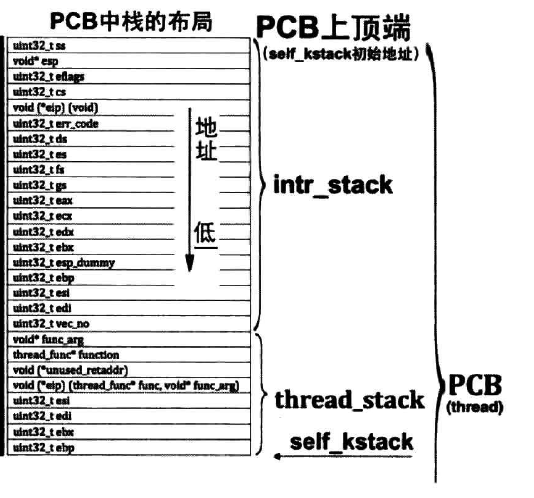 PCB中栈的布局
PCB上顶端
(self_kstack初始地址)
uint32_t ss
void* esp
uint32_t eflags
uint32_t cs
void (*eip) (void)
uint32_t err_code
uint32_t ds
uint32_t es
uint32_t fs
uint32_t gs
uint32_t eax
uint32_t ecx
uint32_t edx
uint32_t ebx
uint32_t esp_dummy
uint32_t ebp
uint32_t esi
uint32_t edi
uint32_t vec_no
void* func_arg
thread_func* function
void (*unused_retaddr)
void (*eip) (thread_func* func, void* func_arg)
uint32_t esi
uint32_t edi
uint32_t ebx
uint32_t ebp
地址
低
intr_stack
thread_stack
self_kstack
PCB
(thread)